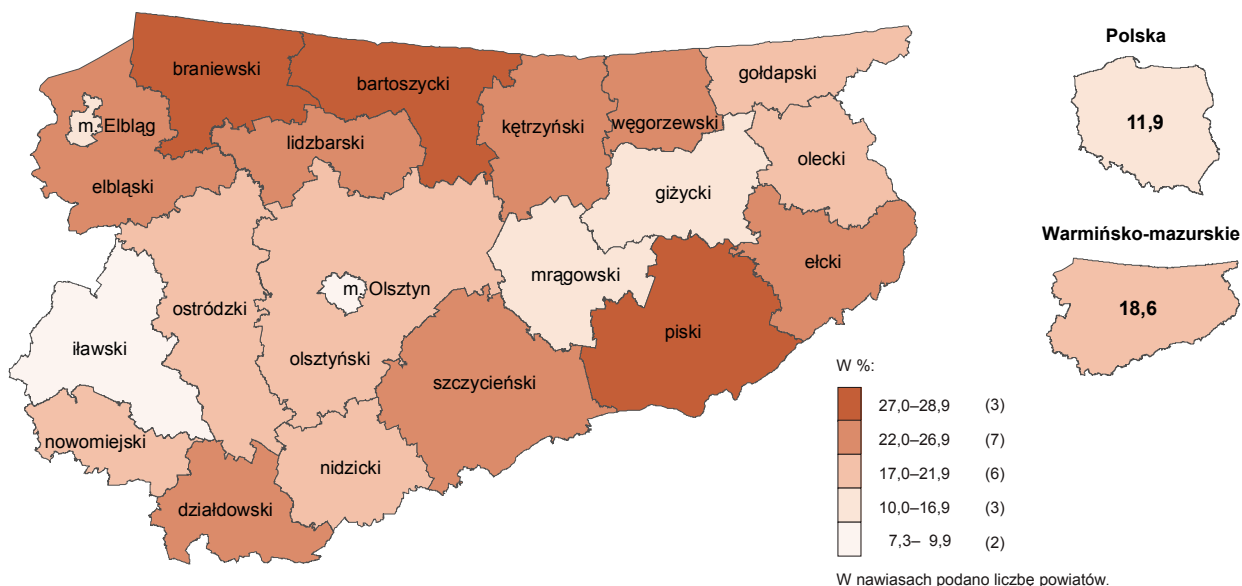 Polska
11,9
Warmińsko-mazurskie
18,6
braniewski
bartoszycki
gołdapski
m. Elbląg
kętrzyński
węgorzewski
lidzbarski
olecki
elbląski
giżycki
mrągowski
ełcki
m. Olsztyn
ostródzki
piski
iławski
olsztyński
szczycieński
nowomiejski
nidzicki
działdowski
W %:
27,0–28,9 (3)
22,0–26,9 (7)
17,0–21,9 (6)
10,0–16,9 (3)
7,3– 9,9 (2)
W nawiasach podano liczbę powiatów.